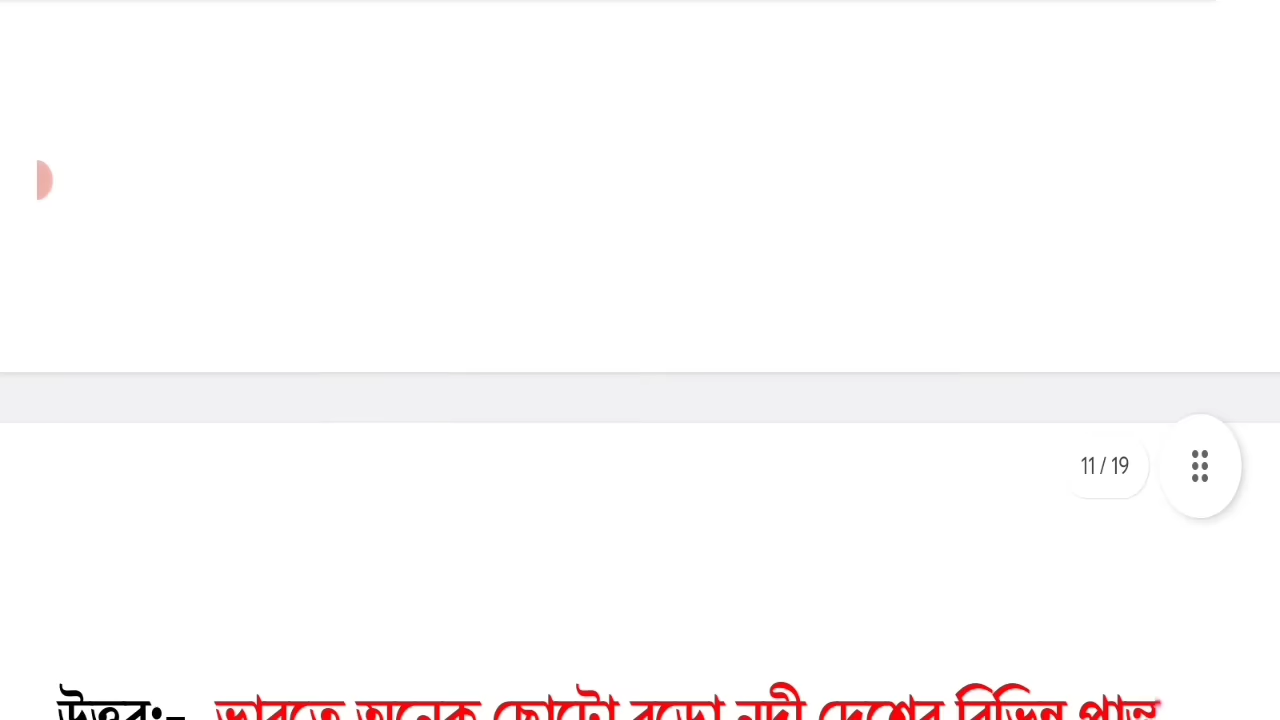 11 / 19
উত্তর:- ভারতে অনেক ছোটো বড়ো নদী দেশের বিভিন্ন প্রান্ত